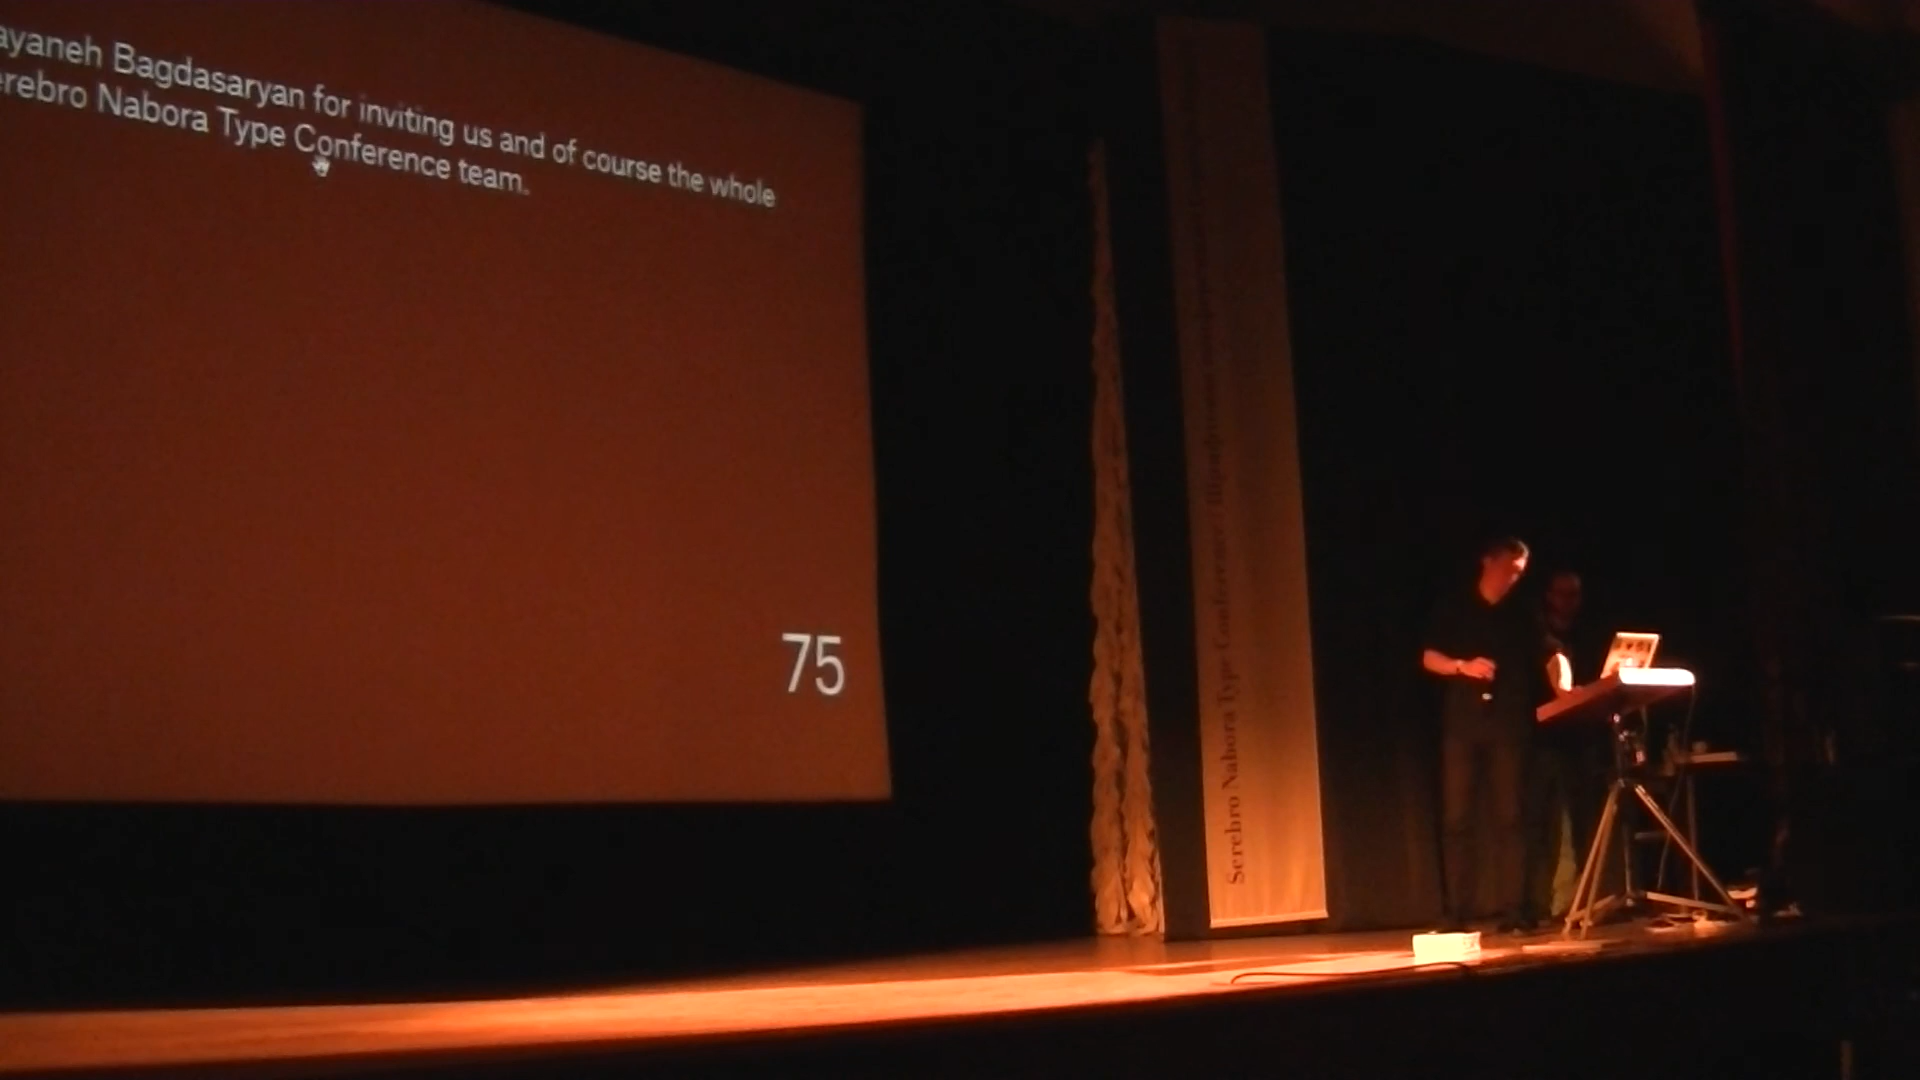 ayaneh Bagdasaryan for inviting us and of course the whole
erebro Nabora Type Conference team.
75
Serebro Nabora Type Conference